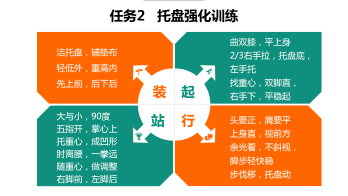 任务2 托盘强化训练
洁托盘，铺垫布
轻低外，重高内
先上前，后下后
曲双膝，平上身
2/3右手拉，托盘底，
左手托
找重心，双脚直，
右手下，平稳起
装
起
站
行
大与小，90度
五指开，掌心上
托重心，成凹形
肘离腰，一拳远
随重心，做调整
右脚前，左脚后
头要正，肩要平
上身直，视前方
余光看，不斜视，
脚步轻快稳
步伐移，托盘动